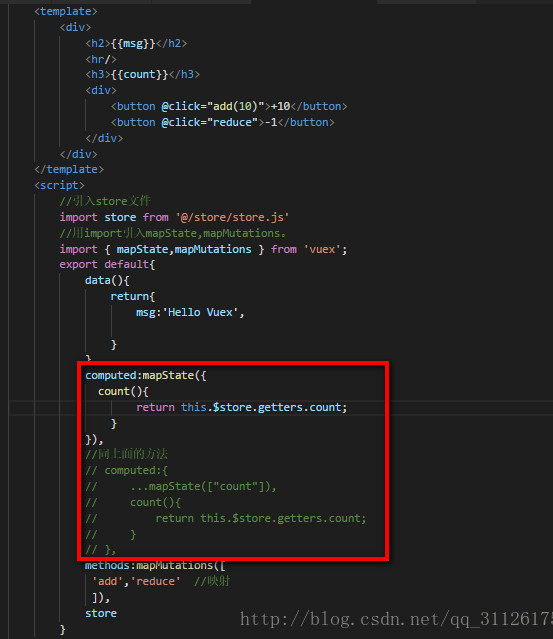 <template>
<div>
<h2>{{msg}}</h2>
<hr/>
<h3>{{count}}</h3>
<div>
<button @click="add(10)">+10</button>
<button @click="reduce">-1</button>
</div>
</div>
</template>
<script>
//引入store文件
import store from '@/store/store.js'
//用import引入mapState,mapMutations。
import { mapState,mapMutations } from 'vuex';
export default{
data(){
return{
msg:'Hello Vuex',
}
}
computed:mapState({
count(){
return this.$store.getters.count;
}
}),
//同上面的方法
// computed:{
// ...mapState(["count"]),
// count(){
// return this.$store.getters.count;
// }
// },
methods:mapMutations([
'add','reduce' //映射
]),
store
}
http://blog.csdn.net/qq_31126175